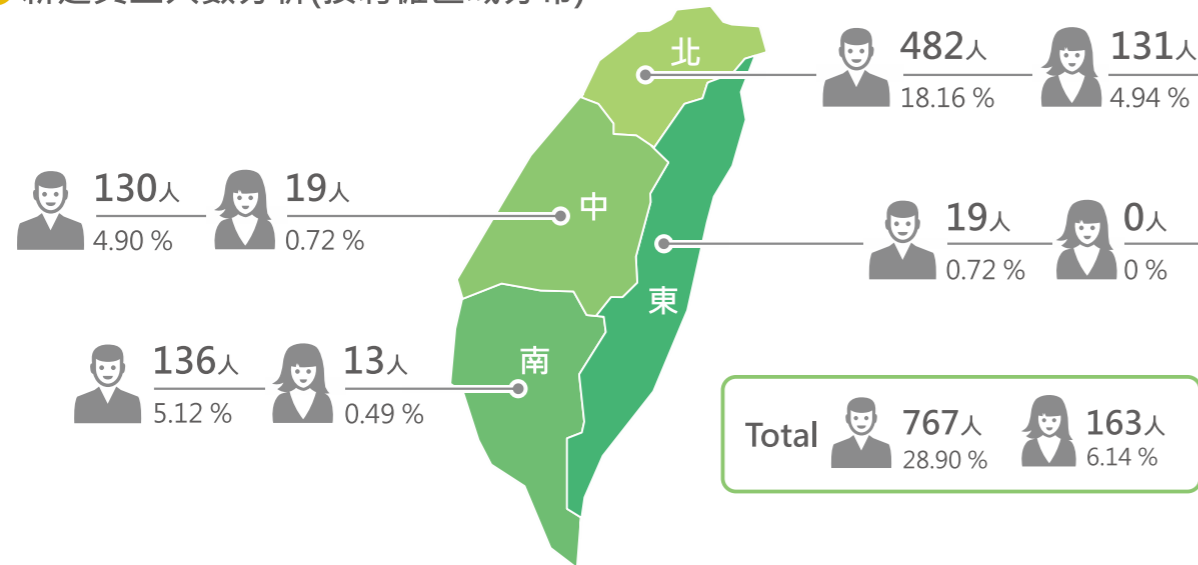 北
482人
18.16 %
131人
4.94 %
130人
4.90 %
19人
0.72 %
中
19人
0.72 %
0人
0 %
東
136人
5.12 %
13人
0.49 %
南
Total
767人
28.90 %
163人
6.14 %